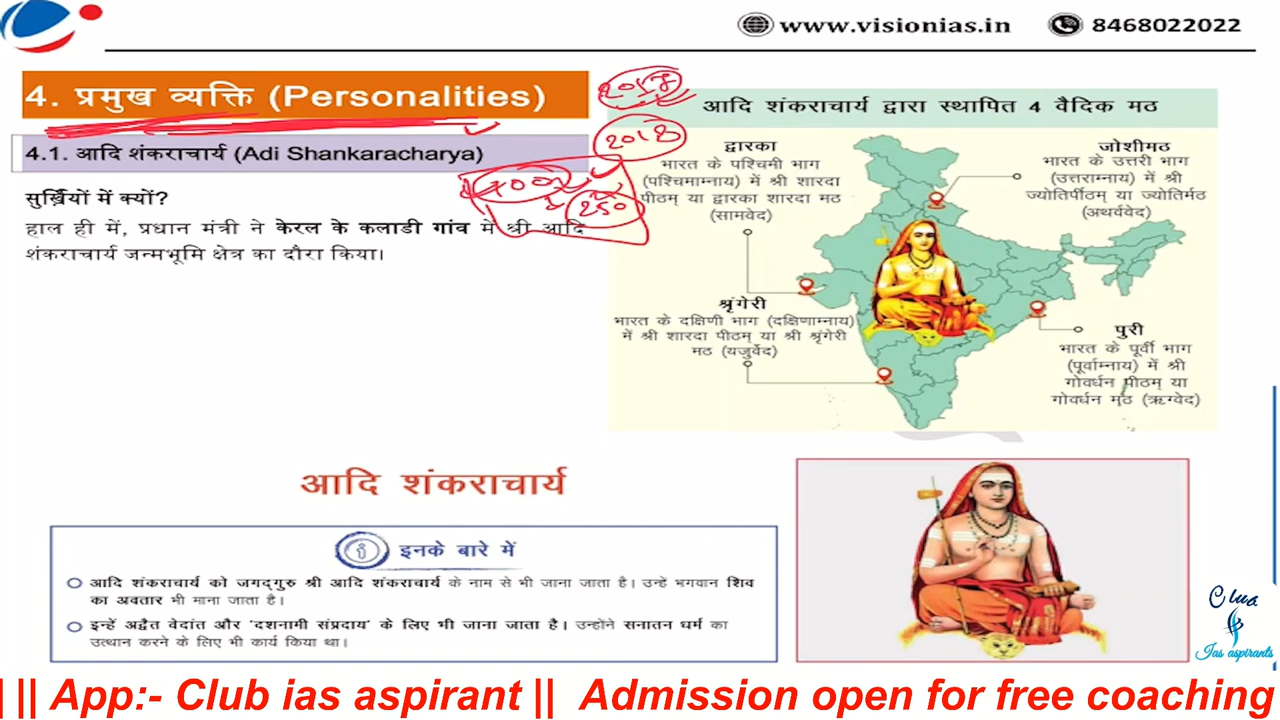 www.visionias.in
8468022022
4. प्रमुख व्यक्ति (Personalities)
4.1. आदि शंकराचार्य (Adi Shankaracharya)
सुर्ख़ियों में क्यों?
हाल ही में, प्रधान मंत्री ने केरल के कलाडी गांव में श्री आदि
शंकराचार्य जन्मभूमि क्षेत्र का दौरा किया।
2018
250
आदि शंकराचार्य द्वारा स्थापित 4 वैदिक मठ
द्वारका
भारत के पश्चिमी भाग
(पश्चिमाम्नाय) में श्री शारदा
पीठम् या द्वारका शारदा मठ
(सामवेद)
जोशीमठ
भारत के उत्तरी भाग
(उत्ताराम्नाय) में श्री
ज्योतिर्पीठम् या ज्योतिर्मठ
(अथर्ववेद)
श्रृंगेरी
भारत के दक्षिणी भाग (दक्षिणाम्नाय)
में श्री शारदा पीठम् या श्री श्रृंगेरी
मठ (यजुर्वेद)
पुरी
भारत के पूर्वी भाग
(पूर्वाम्नाय) में श्री
गोवर्धन पीठम् या
गोवर्धन मठ (ऋग्वेद)
आदि शंकराचार्य
इनके बारे में
आदि शंकराचार्य को जगद्गुरु श्री आदि शंकराचार्य के नाम से भी जाना जाता है। उन्हें भगवान शिव
का अवतार भी माना जाता है।
इन्हें अद्वैत वेदांत और 'दशनामी संप्रदाय' के लिए भी जाना जाता है। उन्होंने सनातन धर्म का
उत्थान करने के लिए भी कार्य किया था।
Club
Ias aspirants
|| App:- Club ias aspirant || Admission open for free coaching